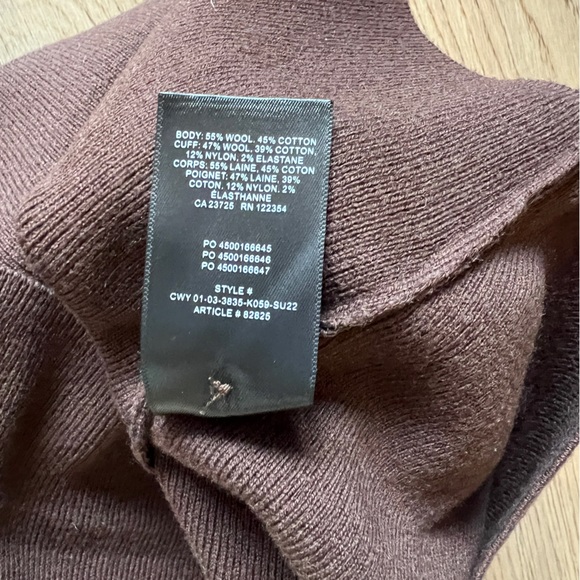 BODY: 55% WOOL, 45% COTTON
CUFF: 47% WOOL, 39% COTTON,
12% NYLON, 2% ELASTANE
CORPS: 55% LAINE, 45% COTON
POIGNET: 47% LAINE, 39%
COTON, 12% NYLON, 2%
ÉLASTHANNE
CA 23725 RN 122354
PO 4500166645
PO 4500166646
PO 4500166647
STYLE #
CWY 01-03-3835-K059-SU22
ARTICLE # 82825